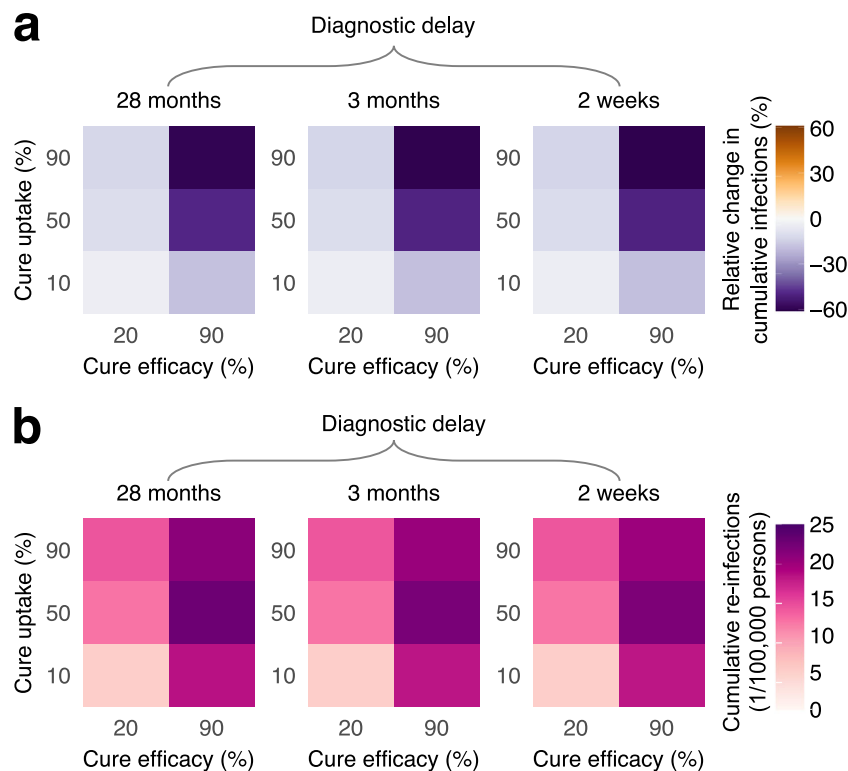 a
Diagnostic delay
28 months 3 months 2 weeks
Cure uptake (%)
90 90 90
50 50 50
10 10 10
20 90 20 90 20 90
Cure efficacy (%) Cure efficacy (%) Cure efficacy (%)
Relative change in
cumulative infections (%)
60
30
0
−30
−60
b
Diagnostic delay
28 months 3 months 2 weeks
Cure uptake (%)
90 90 90
50 50 50
10 10 10
20 90 20 90 20 90
Cure efficacy (%) Cure efficacy (%) Cure efficacy (%)
Cumulative re-infections
(1/100,000 persons)
25
20
15
10
5
0